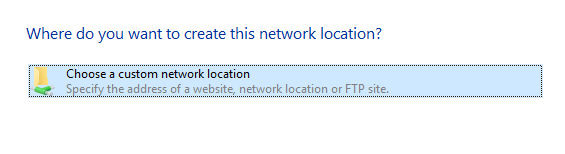 Where do you want to create this network location?
Choose a custom network location
Specify the address of a website, network location or FTP site.